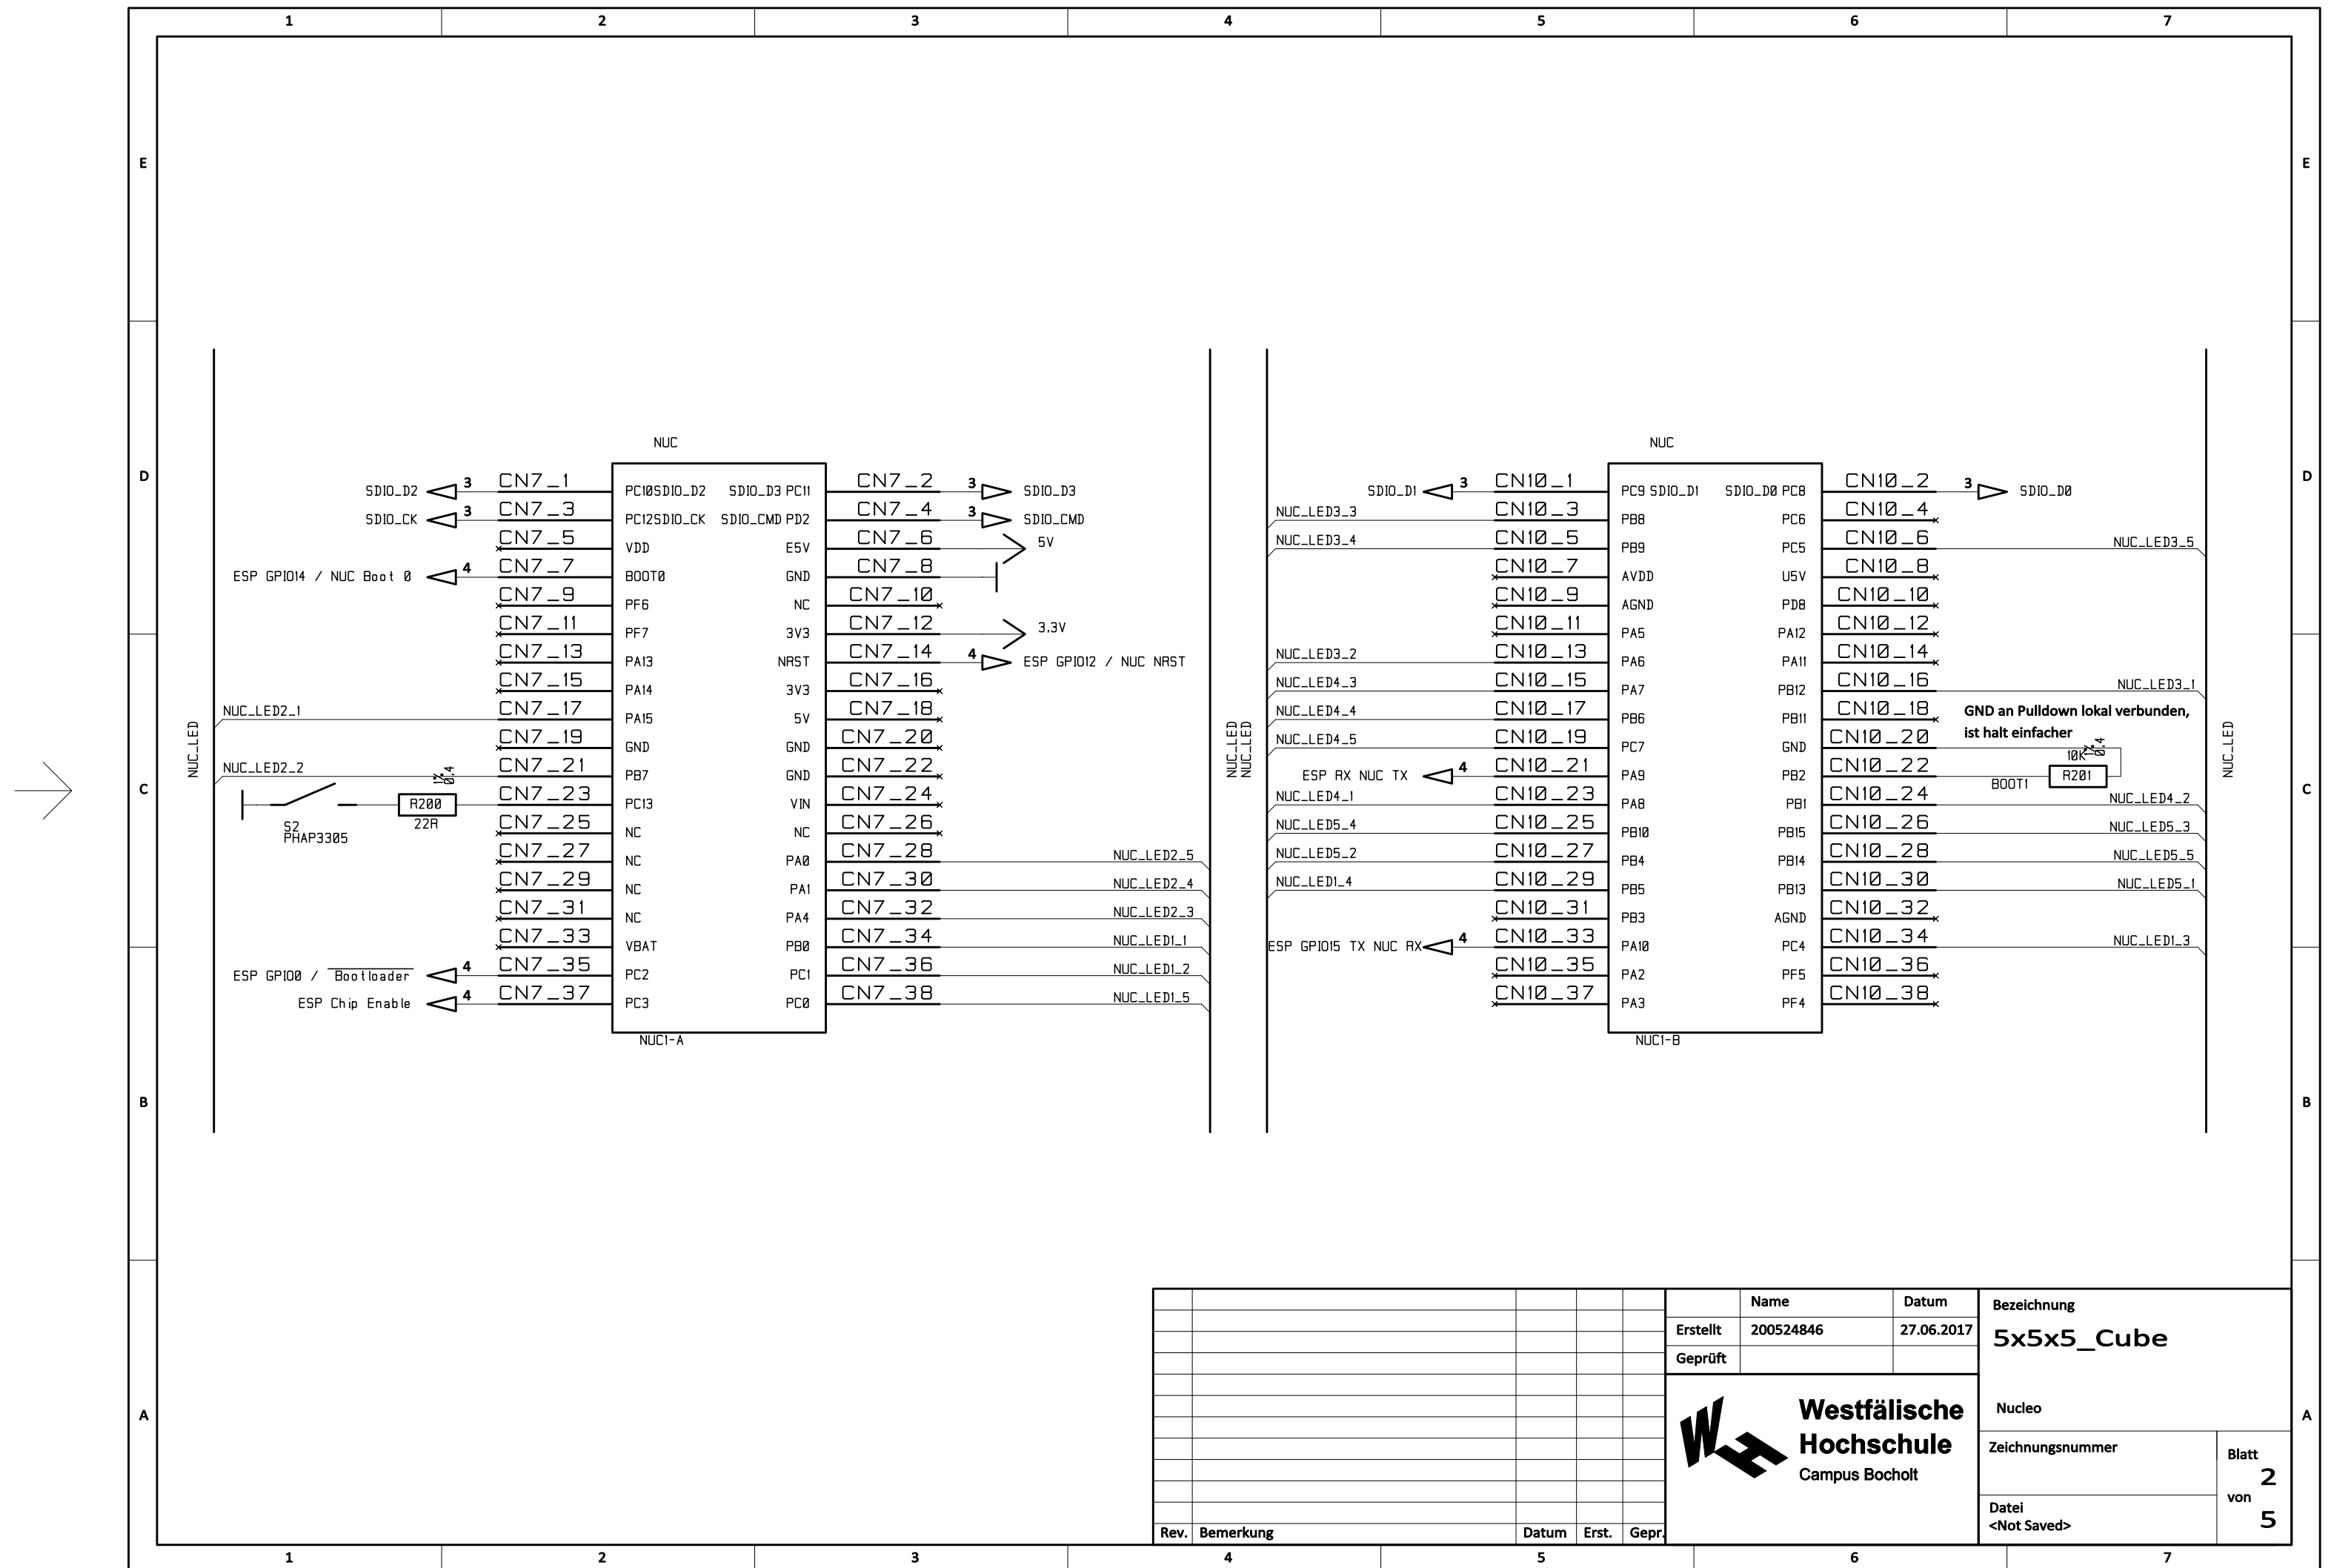 1 2 3 4 5 6 7
E E
NUC NUC
D D
SDIO_D2 3 CN7_1 PC10SDIO_D2 SDIO_D3 PC11 CN7_2 3 SDIO_D3
SDIO_CK 3 CN7_3 PC12SDIO_CK SDIO_CMD PD2 CN7_4 3 SDIO_CMD
CN7_5 VDD E5V CN7_6 5V
ESP GPIO14 / NUC Boot 0 4 CN7_7 BOOT0 GND CN7_8
CN7_9 PF6 NC CN7_10
CN7_11 PF7 3V3 CN7_12 3,3V
CN7_13 PA13 NRST CN7_14 4 ESP GPIO12 / NUC NRST
CN7_15 PA14 3V3 CN7_16
NUC_LED2_1 CN7_17 PA15 5V CN7_18
CN7_19 GND GND CN7_20
NUC_LED2_2 CN7_21 PB7 GND CN7_22
R200 CN7_23 PC13 VIN CN7_24
22R
1%
0,4
S2
PHAP3305
CN7_25 NC NC CN7_26
CN7_27 NC PA0 CN7_28 NUC_LED2_5
CN7_29 NC PA1 CN7_30 NUC_LED2_4
CN7_31 NC PA4 CN7_32 NUC_LED2_3
CN7_33 VBAT PB0 CN7_34 NUC_LED1_1
ESP GPIO0 / Bootloader 4 CN7_35 PC2 PC1 CN7_36 NUC_LED1_2
ESP Chip Enable 4 CN7_37 PC3 PC0 CN7_38 NUC_LED1_5
NUC1-A
NUC_LED
NUC_LED
NUC_LED
NUC_LED
SDIO_D1 3 CN10_1 PC9 SDIO_D1 SDIO_D0 PC8 CN10_2 3 SDIO_D0
NUC_LED3_3 CN10_3 PB8 PC6 CN10_4
NUC_LED3_4 CN10_5 PB9 PC5 CN10_6 NUC_LED3_5
CN10_7 AVDD U5V CN10_8
CN10_9 AGND PD8 CN10_10
CN10_11 PA5 PA12 CN10_12
NUC_LED3_2 CN10_13 PA6 PA11 CN10_14
NUC_LED4_3 CN10_15 PA7 PB12 CN10_16 NUC_LED3_1
NUC_LED4_4 CN10_17 PB6 PB11 CN10_18
GND an Pulldown lokal verbunden,
ist halt einfacher
NUC_LED4_5 CN10_19 PC7 GND CN10_20
ESP RX NUC TX 4 CN10_21 PA9 PB2 CN10_22 R201
10K
1%
0,4
BOOT1
NUC_LED4_1 CN10_23 PA8 PB1 CN10_24 NUC_LED4_2
NUC_LED5_4 CN10_25 PB10 PB15 CN10_26 NUC_LED5_3
NUC_LED5_2 CN10_27 PB4 PB14 CN10_28 NUC_LED5_5
NUC_LED1_4 CN10_29 PB5 PB13 CN10_30 NUC_LED5_1
CN10_31 PB3 AGND CN10_32
ESP GPIO15 TX NUC RX 4 CN10_33 PA10 PC4 CN10_34 NUC_LED1_3
CN10_35 PA2 PF5 CN10_36
CN10_37 PA3 PF4 CN10_38
NUC1-B
C C
B B
A A
Name Datum
Erstellt 200524846 27.06.2017
Geprüft
Bezeichnung
5x5x5_Cube
Nucleo
Westfälische
Hochschule
Campus Bocholt
Zeichnungsnummer
Blatt
2
von
5
Datei
<Not Saved>
Rev. Bemerkung Datum Erst. Gepr.
1 2 3 4 5 6 7